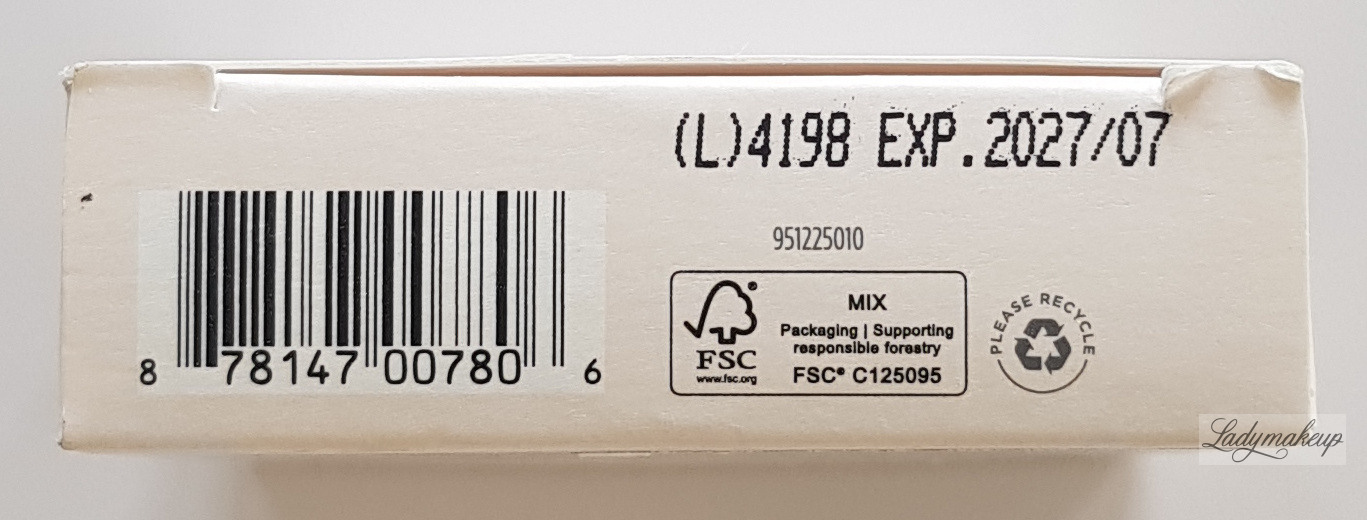 (L)4198 EXP.2027/07
951225010
8 78147 00780 6
FSC®
www.fsc.org
MIX
Packaging | Supporting
responsible forestry
FSC® C125095
PLEASE RECYCLE
Ladymakeup